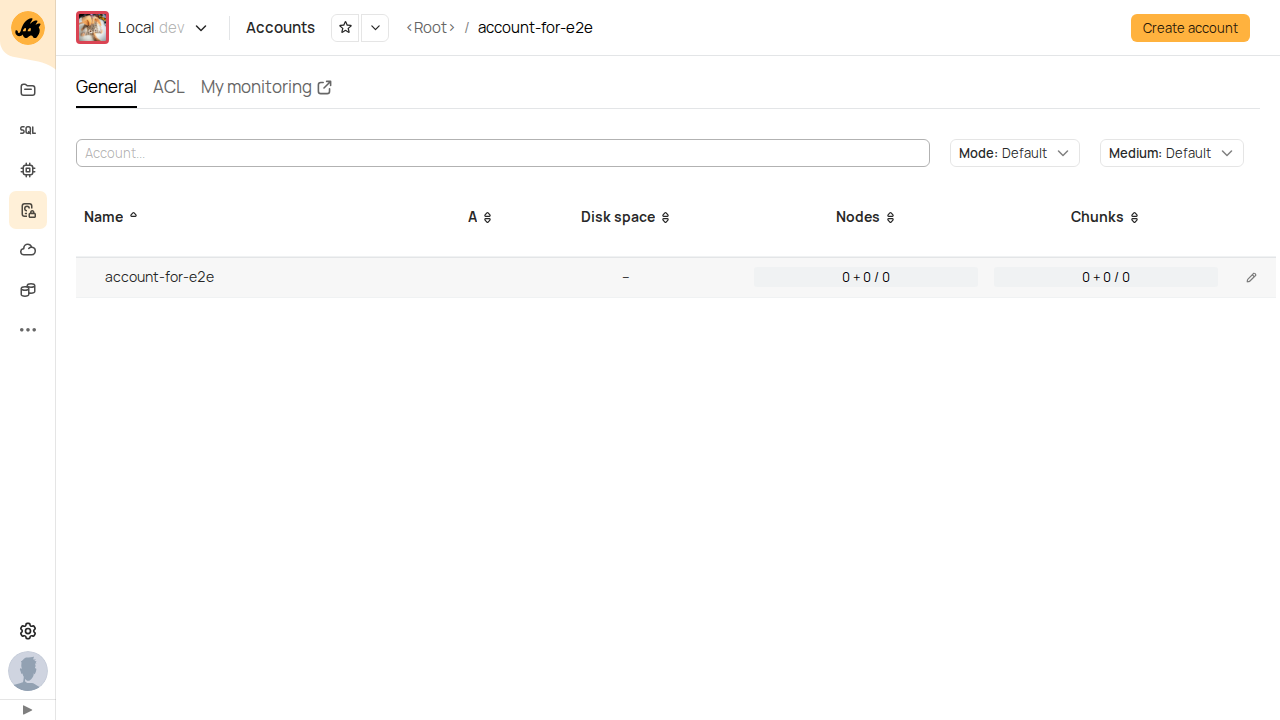 Local dev
Accounts
<Root> / account-for-e2e
Create account
SQL
General
ACL
My monitoring
Account...
Mode: Default
Medium: Default
Name
A
Disk space
Nodes
Chunks
account-for-e2e
–
0 + 0 / 0
0 + 0 / 0